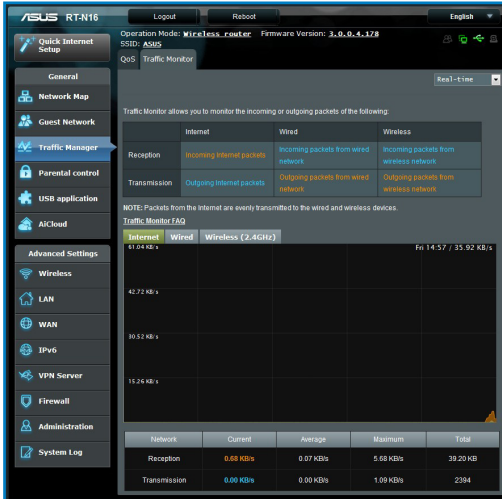 ASUS RT-N16
Logout
Reboot
English
Quick Internet Setup
Operation Mode: Wireless router Firmware Version: 3.0.0.4.178
SSID: ASUS
QoS
Traffic Monitor
General
Network Map
Guest Network
Traffic Manager
Parental control
USB application
AiCloud
Advanced Settings
Wireless
LAN
WAN
IPv6
VPN Server
Firewall
Administration
System Log
Real-time
Traffic Monitor allows you to monitor the incoming or outgoing packets of the following:
Internet Wired Wireless
Reception
Incoming Internet packets
Incoming packets from wired network
Incoming packets from wireless network
Transmission
Outgoing Internet packets
Outgoing packets from wired network
Outgoing packets from wireless network
NOTE: Packets from the Internet are evenly transmitted to the wired and wireless devices.
Traffic Monitor FAQ
Internet Wired Wireless (2.4GHz)
61.04 KB/s
Fri 14:57 / 35.92 KB/s
42.72 KB/s
30.52 KB/s
15.26 KB/s
Network Current Average Maximum Total
Reception 0.68 KB/s 0.07 KB/s 5.68 KB/s 39.20 KB
Transmission 0.00 KB/s 0.00 KB/s 1.09 KB/s 2394